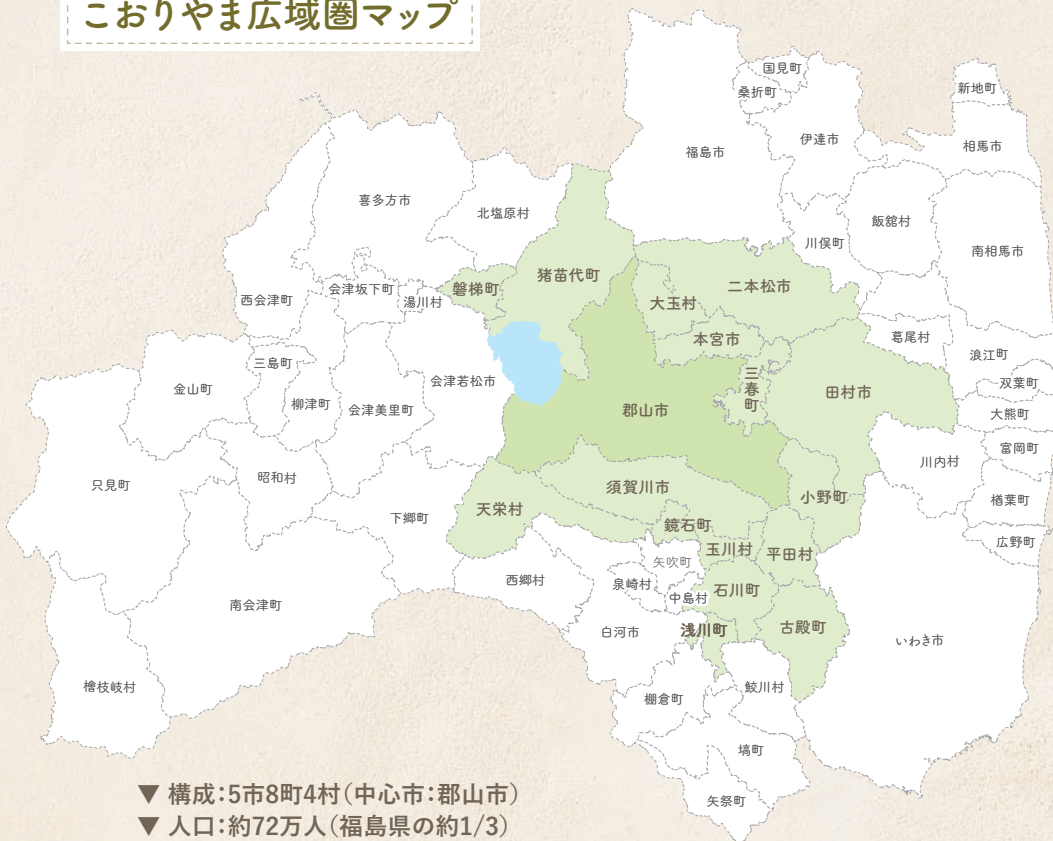 こおりやま広域圏マップ
国見町
桑折町
新地町
福島市
伊達市
相馬市
喜多方市
北塩原村
飯舘村
川俣町
南相馬市
猪苗代町
二本松市
磐梯町
会津坂下町
湯川村
西会津町
大玉村
本宮市
葛尾村
浪江町
三島町
双葉町
金山町
柳津町
会津若松市
会津美里町
三春町
田村市
郡山市
大熊町
富岡町
川内村
只見町
昭和村
須賀川市
小野町
楢葉町
天栄村
下郷町
鏡石町
広野町
玉川村
平田村
矢吹町
西郷村
泉崎村
中島村
石川町
南会津町
白河市
浅川町
古殿町
いわき市
檜枝岐村
棚倉町
鮫川村
塙町
矢祭町
▼ 構成：5市8町4村（中心市：郡山市）
▼ 人口：約72万人（福島県の約1/3）